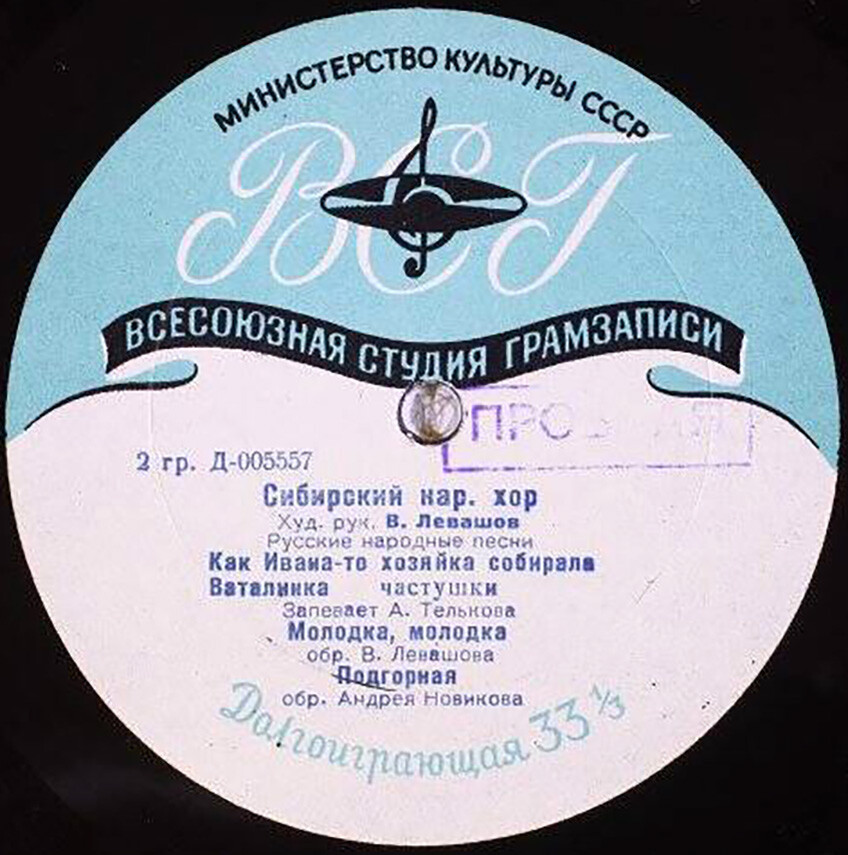 МИНИСТЕРСТВО КУЛЬТУРЫ СССР
ВСГ
ВСЕСОЮЗНАЯ СТУДИЯ ГРАМЗАПИСИ
2 гр. Д-005557
Сибирский нар. хор
Худ. рук. В. Левашов
Русские народные песни
Как Ивана-то хозяйка собирала
Ваталинка частушки
Запевает А. Телькова
Молодка, молодка
обр. В. Левашова
Подгорная
обр. Андрея Новикова
Долгоиграющая 33 ⅓